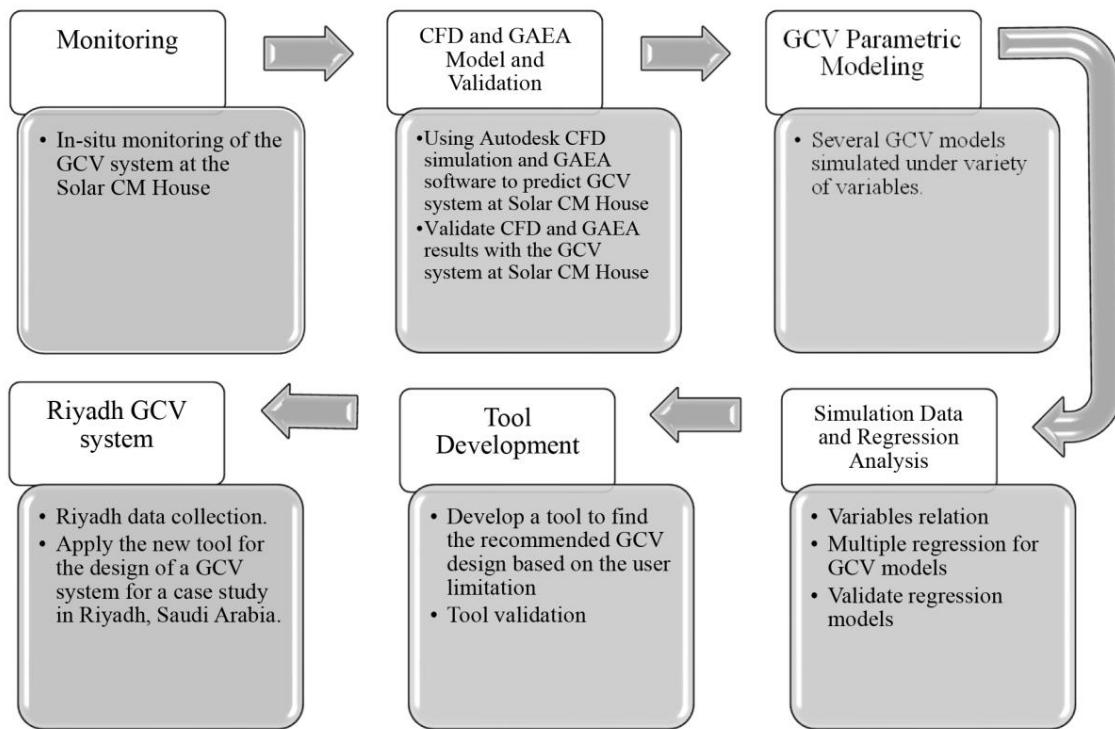 Monitoring
• In-situ monitoring of the
GCV system at the
Solar CM House
CFD and GAEA
Model and
Validation
•Using Autodesk CFD
simulation and GAEA
software to predict GCV
system at Solar CM House
•Validate CFD and GAEA
results with the GCV
system at Solar CM House
GCV Parametric
Modeling
• Several GCV models
simulated under variety
of variables.
Simulation Data
and Regression
Analysis
• Variables relation
• Multiple regression for
GCV models
• Validate regression
models
Tool
Development
• Develop a tool to find
the recommended GCV
design based on the user
limitation
• Tool validation
Riyadh GCV
system
• Riyadh data collection.
• Apply the new tool for
the design of a GCV
system for a case study
in Riyadh, Saudi Arabia.